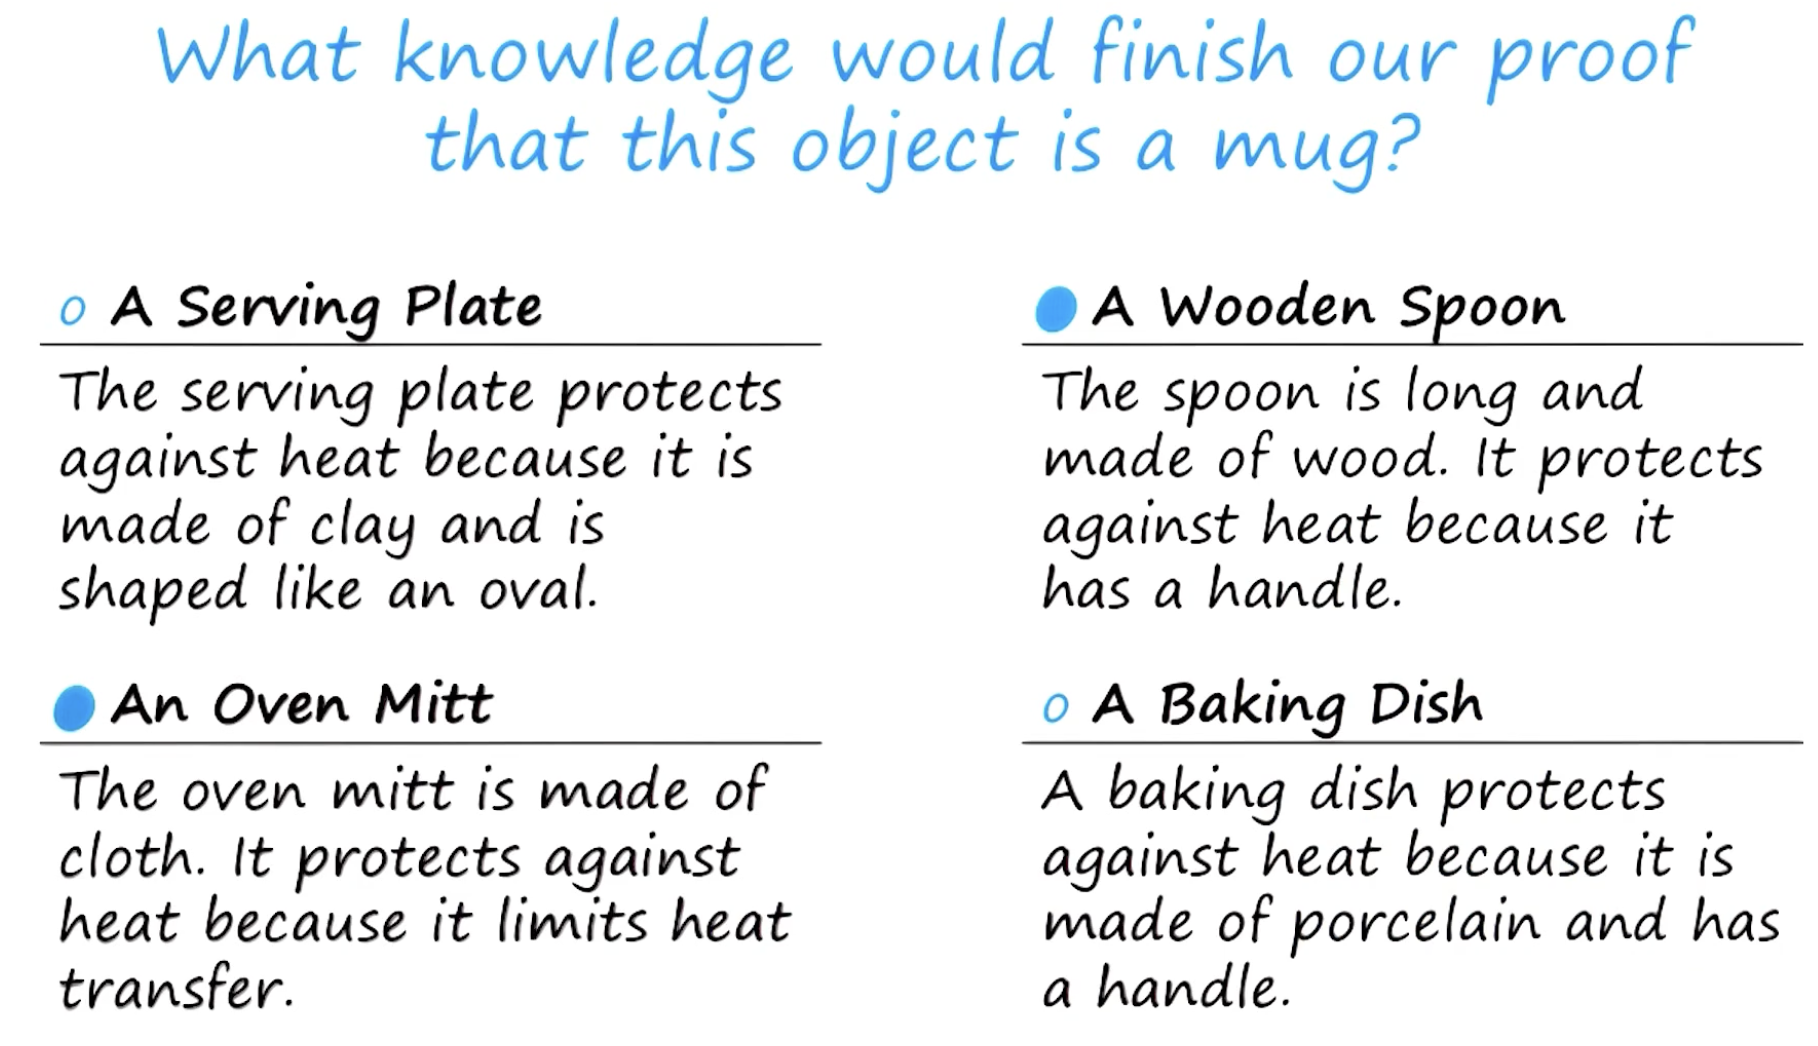 What knowledge would finish our proof
that this object is a mug?
A Serving Plate
The serving plate protects
against heat because it is
made of clay and is
shaped like an oval.
A Wooden Spoon
The spoon is long and
made of wood. It protects
against heat because it
has a handle.
An Oven Mitt
The oven mitt is made of
cloth. It protects against
heat because it limits heat
transfer.
A Baking Dish
A baking dish protects
against heat because it is
made of porcelain and has
a handle.